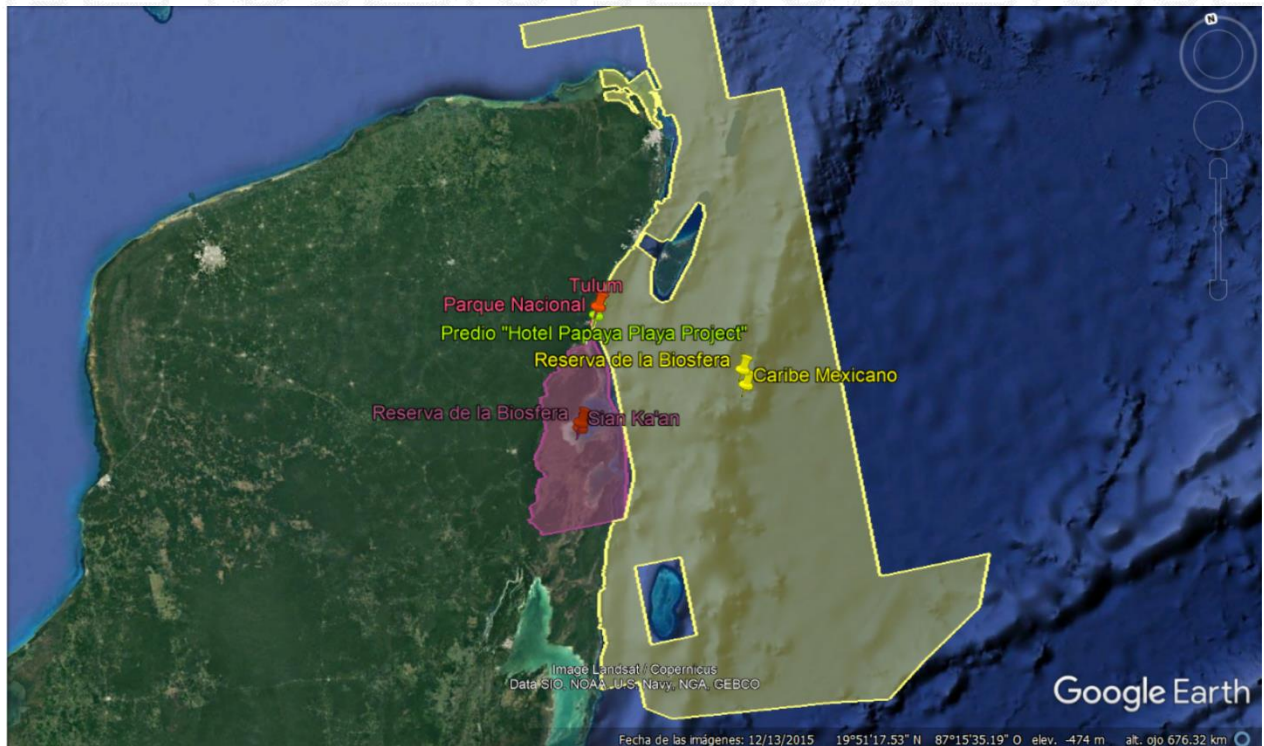 N
Tulum
Parque Nacional
Predio "Hotel Papaya Playa Project"
Reserva de la Biosfera
Caribe Mexicano
Reserva de la Biosfera
Sian Ka'an
Image Landsat / Copernicus
Data SIO, NOAA, U.S. Navy, NGA, GEBCO
Google Earth
Fecha de las imágenes: 12/13/2015 19°51'17.53" N 87°15'35.19" O elev. -474 m alt. ojo 676.32 km